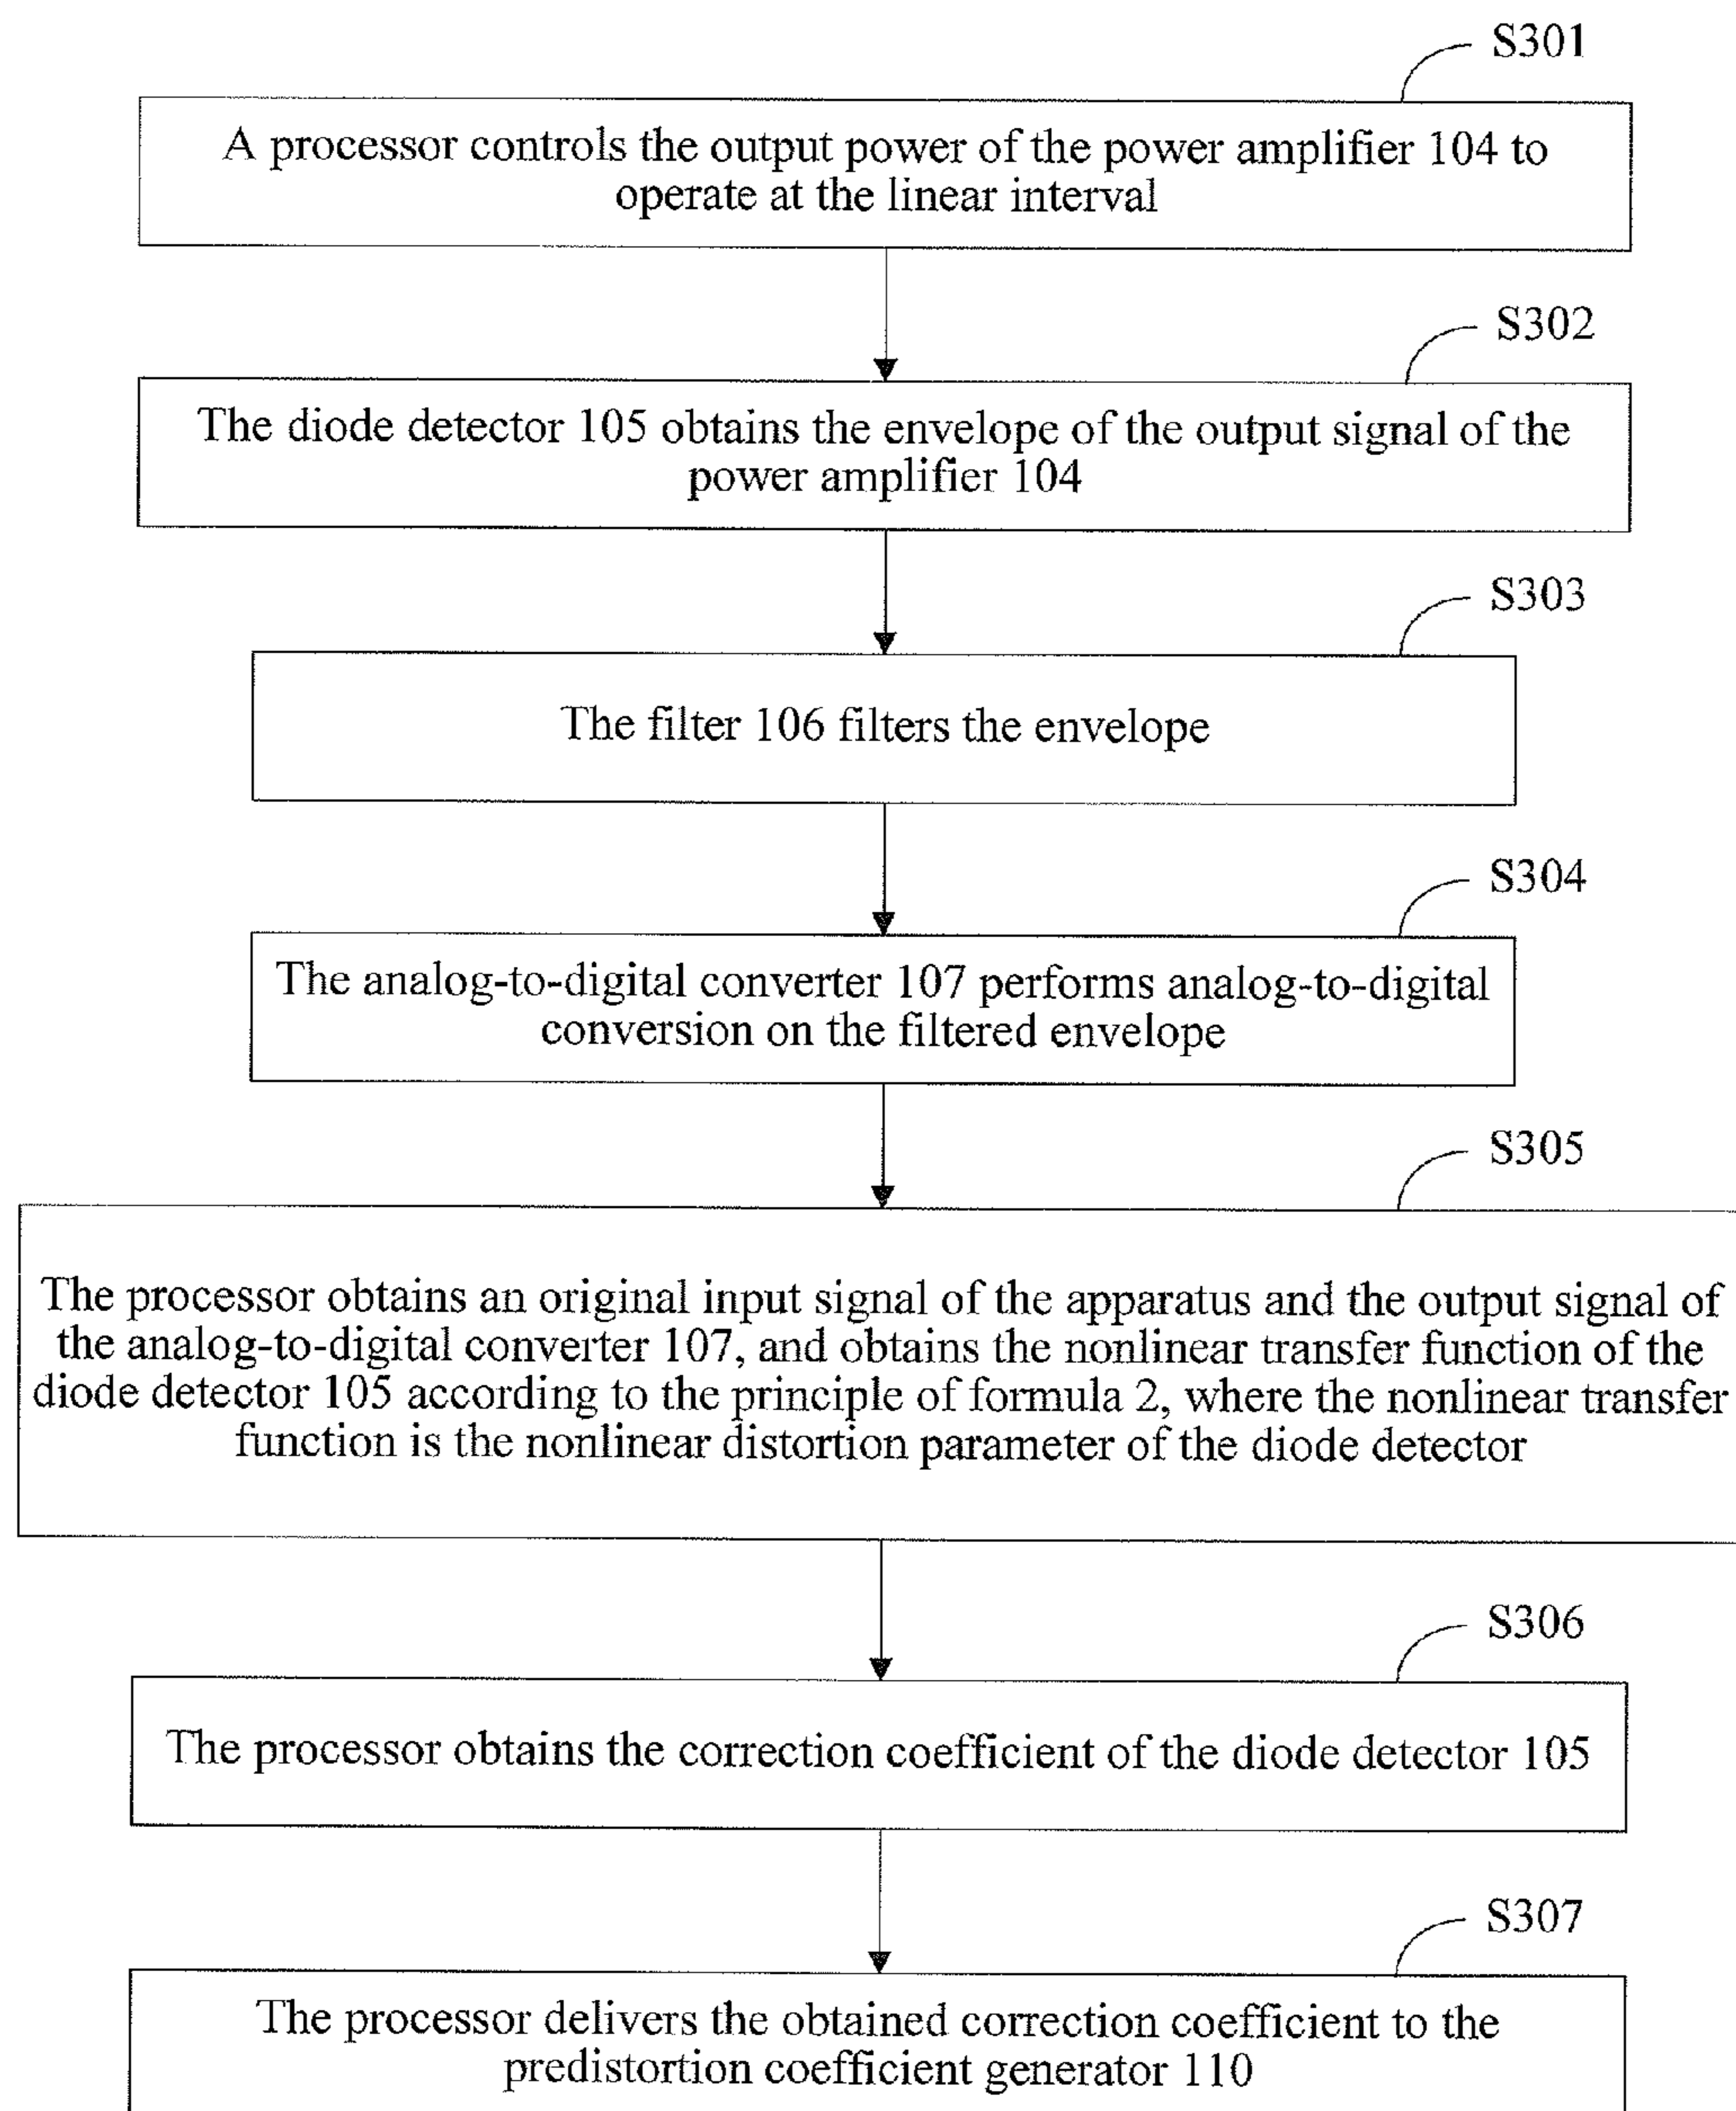 S301
A processor controls the output power of the power amplifier 104 to
operate at the linear interval
S302
The diode detector 105 obtains the envelope of the output signal of the
power amplifier 104
S303
The filter 106 filters the envelope
S304
The analog-to-digital converter 107 performs analog-to-digital
conversion on the filtered envelope
S305
The processor obtains an original input signal of the apparatus and the output signal of
the analog-to-digital converter 107, and obtains the nonlinear transfer function of the
diode detector 105 according to the principle of formula 2, where the nonlinear transfer
function is the nonlinear distortion parameter of the diode detector
S306
The processor obtains the correction coefficient of the diode detector 105
S307
The processor delivers the obtained correction coefficient to the
predistortion coefficient generator 110